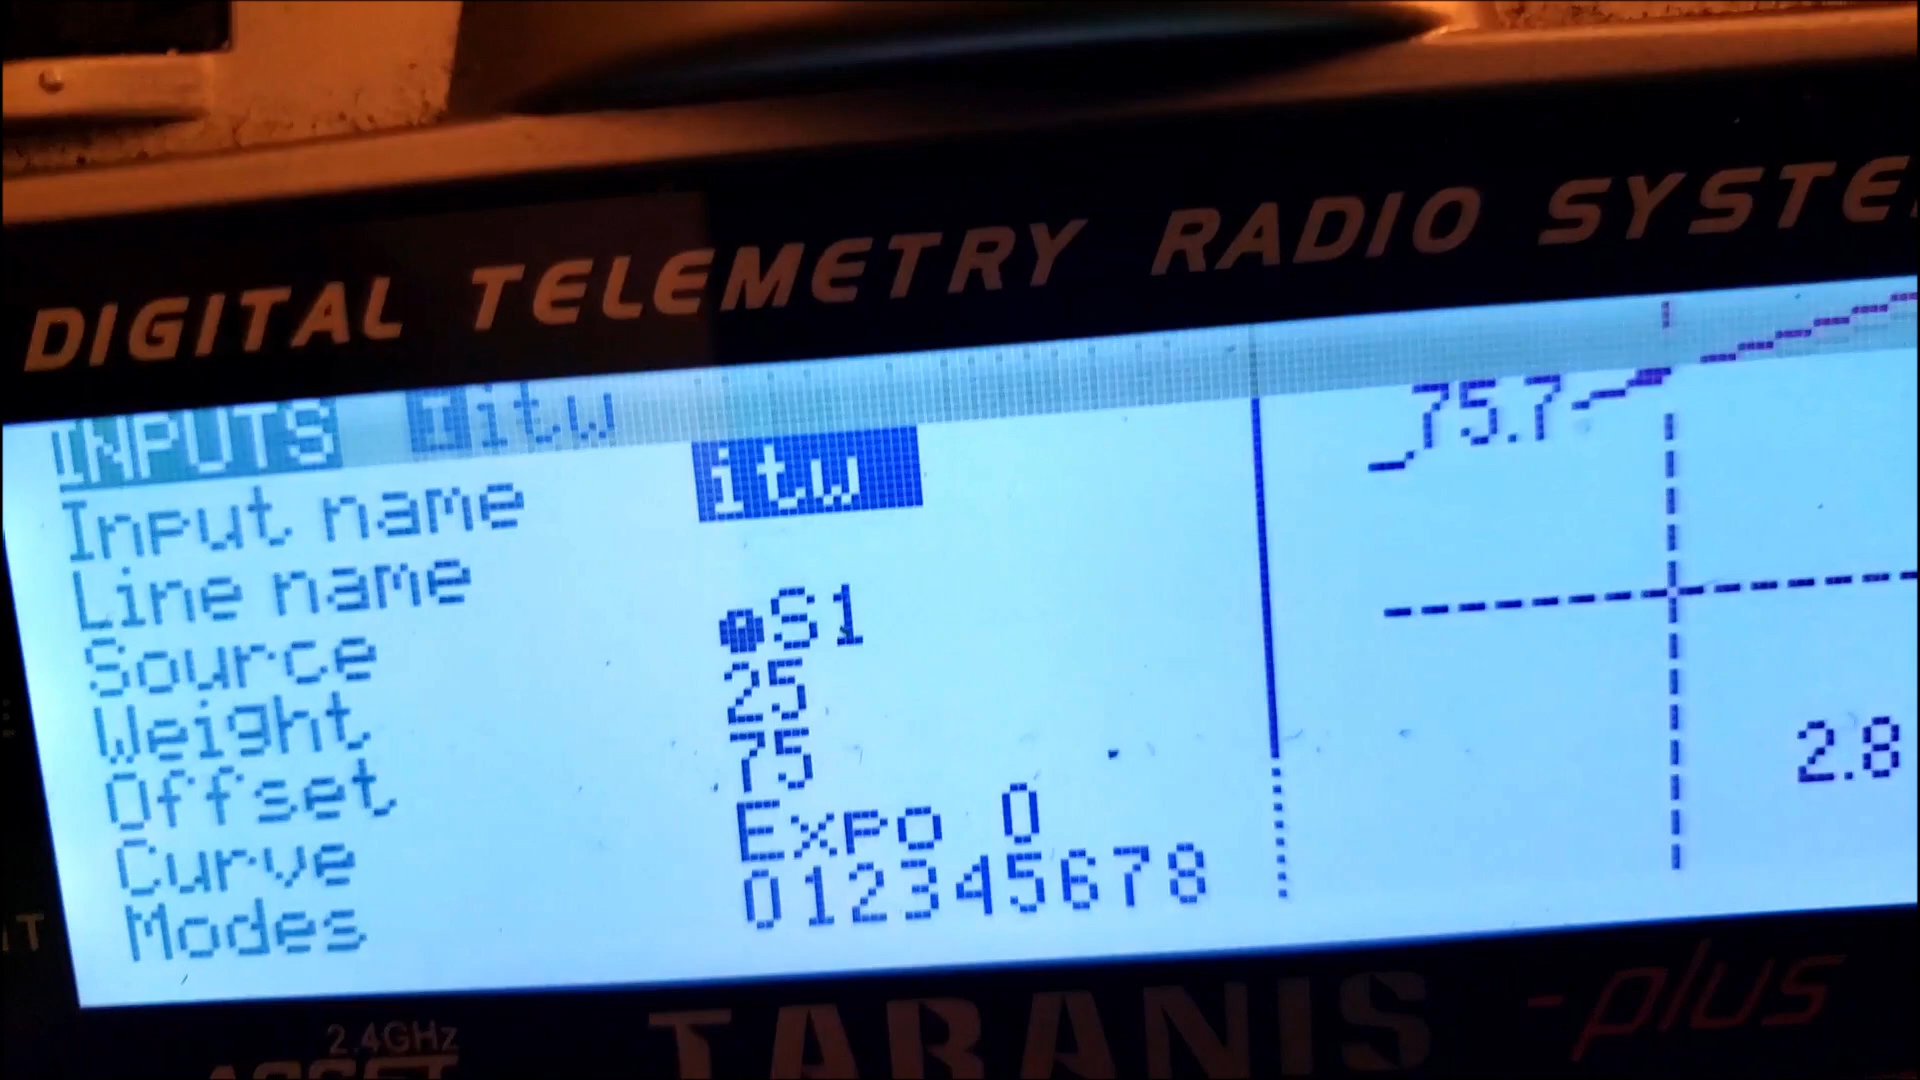 DIGITAL TELEMETRY RADIO SYSTE
INPUTS Iitw
75.7
Input name itw
Line name
Source S1
Weight 25
Offset 75
Curve Expo 0
Modes 012345678
2.8
2.4GHz
TARANIS -plus